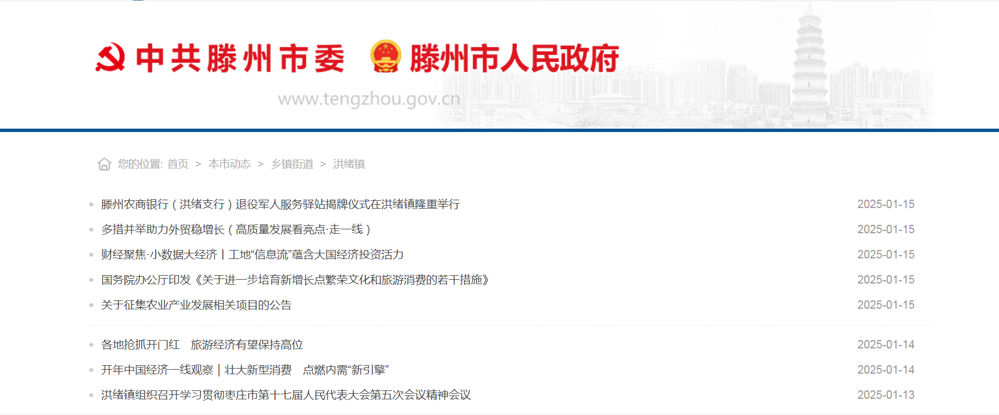 中共滕州市委 滕州市人民政府
www.tengzhou.gov.cn
您的位置: 首页 > 本市动态 > 乡镇街道 > 洪绪镇
滕州农商银行（洪绪支行）退役军人服务驿站揭牌仪式在洪绪镇隆重举行 2025-01-15
多措并举助力外贸稳增长（高质量发展看亮点·走一线） 2025-01-15
财经聚焦·小数据大经济丨工地“信息流”蕴含大国经济投资活力 2025-01-15
国务院办公厅印发《关于进一步培育新增长点繁荣文化和旅游消费的若干措施》 2025-01-15
关于征集农业产业发展相关项目的公告 2025-01-15
各地抢抓开门红　旅游经济有望保持高位 2025-01-14
开年中国经济一线观察｜壮大新型消费　点燃内需“新引擎” 2025-01-14
洪绪镇组织召开学习贯彻枣庄市第十七届人民代表大会第五次会议精神会议 2025-01-13